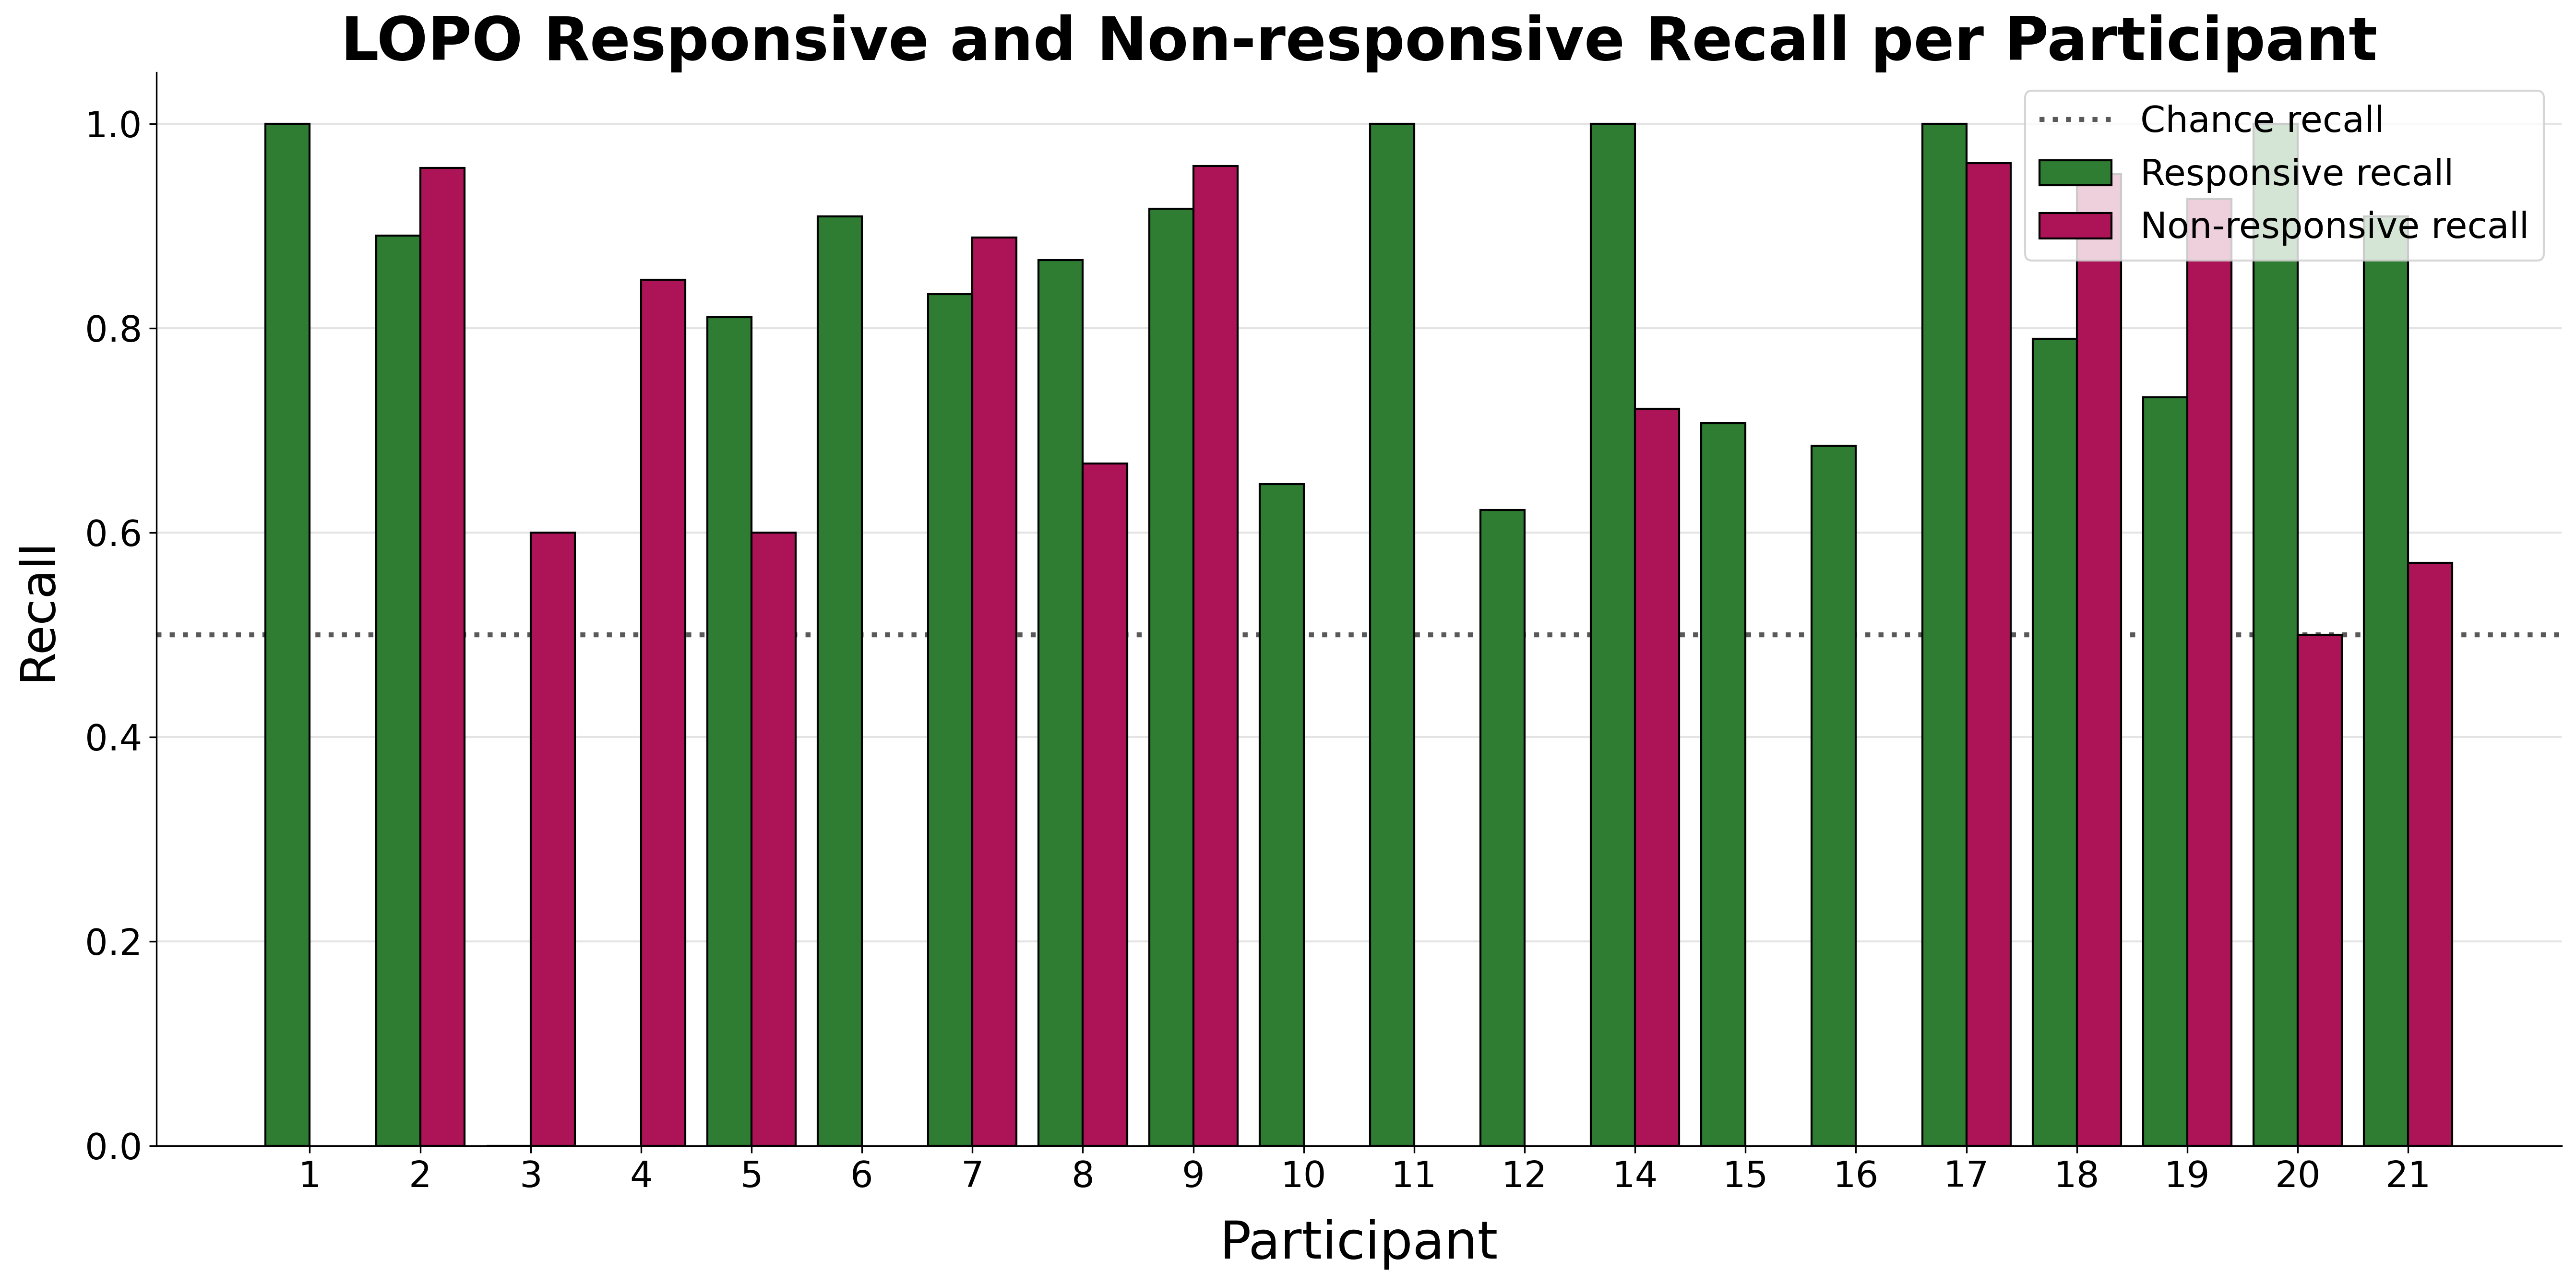 LOPO Responsive and Non-responsive Recall per Participant
Chance recall
Responsive recall
Non-responsive recall
1.0
0.8
0.6
0.4
0.2
0.0
Recall
1 2 3 4 5 6 7 8 9 10 11 12 14 15 16 17 18 19 20 21
Participant